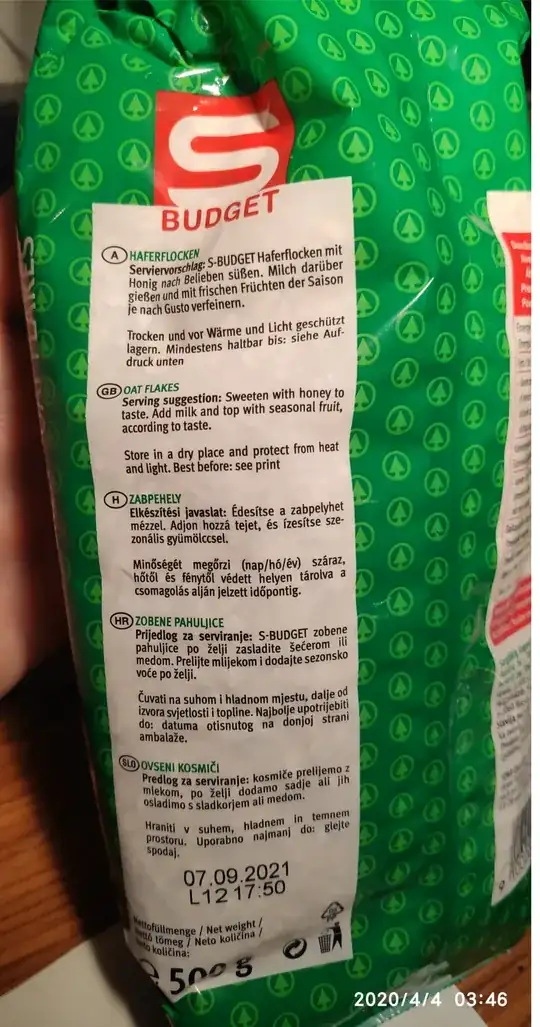 S
BUDGET
A HAFERFLOCKEN
Serviervorschlag: S-BUDGET Haferflocken mit
Honig nach Belieben süßen. Milch darüber
gießen und mit frischen Früchten der Saison
je nach Gusto verfeinern.
Trocken und vor Wärme und Licht geschützt
lagern. Mindestens haltbar bis: siehe Auf-
druck unten
GB OAT FLAKES
Serving suggestion: Sweeten with honey to
taste. Add milk and top with seasonal fruit,
according to taste.
Store in a dry place and protect from heat
and light. Best before: see print
H ZABPEHELY
Elkészítési javaslat: Édesítse a zabpelyhet
mézzel. Adjon hozzá tejet, és ízesítse sze-
zonális gyümölccsel.
Minőségét megőrzi (nap/hó/év) száraz,
hőtől és fénytől védett helyen tárolva a
csomagolás alján jelzett időpontig.
HR ZOBENE PAHULJICE
Prijedlog za serviranje: S-BUDGET zobene
pahuljice po želji zasladite šećerom ili
medom. Prelijte mlijekom i dodajte sezonsko
voće po želji.
Čuvati na suhom i hladnom mjestu, dalje od
izvora svjetlosti i topline. Najbolje upotrijebiti
do: datuma otisnutog na donjoj strani
ambalaže.
SLO OVSENI KOSMIČI
Predlog za serviranje: kosmiče prelijemo z
mlekom, po želji dodamo sadje ali jih
osladimo s sladkorjem ali medom.
Hraniti v suhem, hladnem in temnem
prostoru. Uporabno najmanj do: glejte
spodaj.
07.09.2021
L12 17:50
Nettofüllmenge / Net weight /
Nettó tömeg / Neto količina /
Neto količina:
e 500 g
2020/4/4 03:46